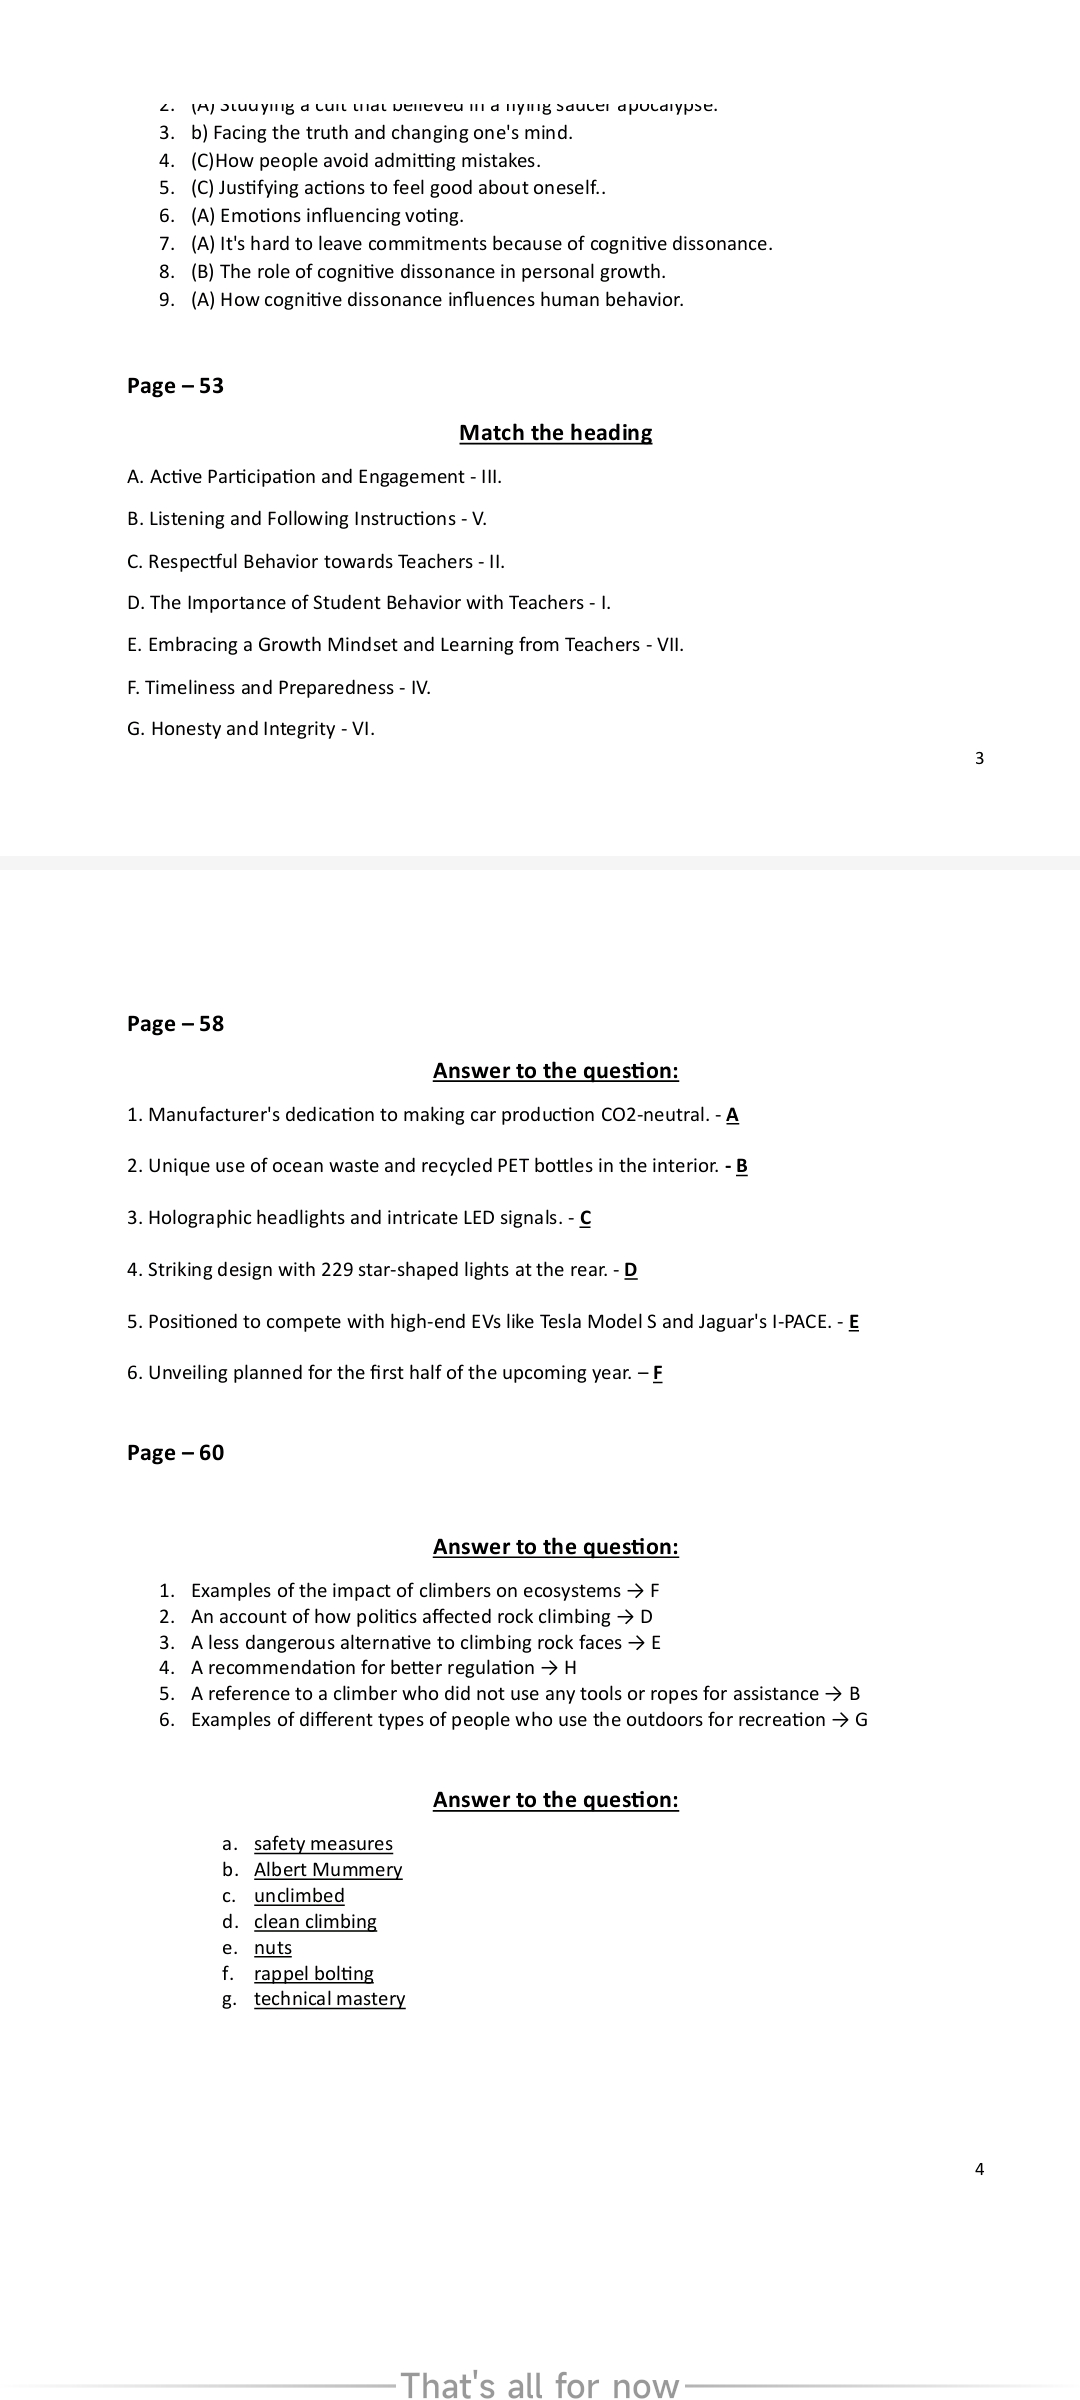 2. (A) Studying a cult that believed in a flying saucer apocalypse.
3. b) Facing the truth and changing one's mind.
4. (C)How people avoid admitting mistakes.
5. (C) Justifying actions to feel good about oneself..
6. (A) Emotions influencing voting.
7. (A) It's hard to leave commitments because of cognitive dissonance.
8. (B) The role of cognitive dissonance in personal growth.
9. (A) How cognitive dissonance influences human behavior.
Page – 53
Match the heading
A. Active Participation and Engagement - III.
B. Listening and Following Instructions - V.
C. Respectful Behavior towards Teachers - II.
D. The Importance of Student Behavior with Teachers - I.
E. Embracing a Growth Mindset and Learning from Teachers - VII.
F. Timeliness and Preparedness - IV.
G. Honesty and Integrity - VI.
3
Page – 58
Answer to the question:
1. Manufacturer's dedication to making car production CO2-neutral. - A
2. Unique use of ocean waste and recycled PET bottles in the interior. - B
3. Holographic headlights and intricate LED signals. - C
4. Striking design with 229 star-shaped lights at the rear. - D
5. Positioned to compete with high-end EVs like Tesla Model S and Jaguar's I-PACE. - E
6. Unveiling planned for the first half of the upcoming year. – F
Page – 60
Answer to the question:
1. Examples of the impact of climbers on ecosystems → F
2. An account of how politics affected rock climbing → D
3. A less dangerous alternative to climbing rock faces → E
4. A recommendation for better regulation → H
5. A reference to a climber who did not use any tools or ropes for assistance → B
6. Examples of different types of people who use the outdoors for recreation → G
Answer to the question:
a. safety measures
b. Albert Mummery
c. unclimbed
d. clean climbing
e. nuts
f. rappel bolting
g. technical mastery
4
That's all for now